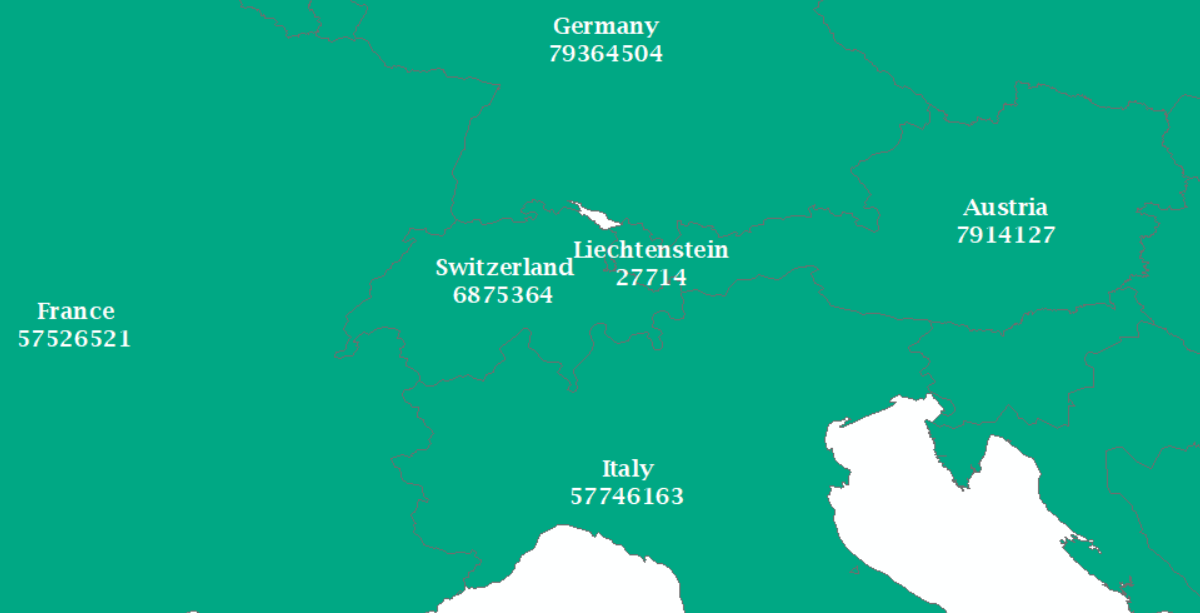 Germany
79364504
Austria
7914127
Liechtenstein
27714
Switzerland
6875364
France
57526521
Italy
57746163